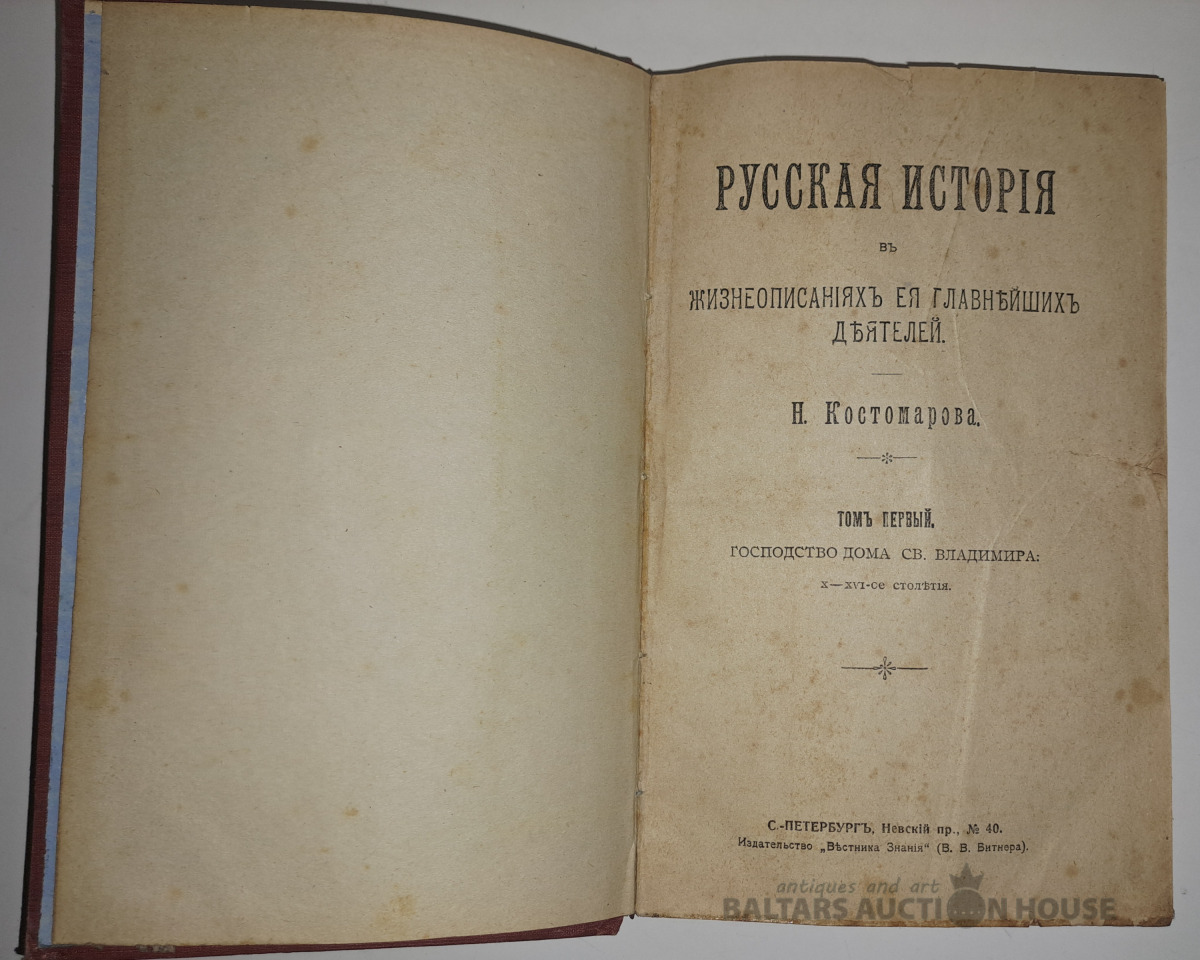 РУССКАЯ ИСТОРІЯ
ВЪ
ЖИЗНЕОПИСАНІЯХЪ ЕЯ ГЛАВНѢЙШИХЪ
ДѢЯТЕЛЕЙ.
Н. Костомарова.
ТОМЪ ПЕРВЫЙ.
ГОСПОДСТВО ДОМА СВ. ВЛАДИМИРА:
X—XVI-ое СТОЛѢТІЯ.
С.-ПЕТЕРБУРГЪ, Невскій пр., № 40.
Издательство „Вѣстника Знанія“ (В. В. Битнера).
antiques and art
BALTARS AUCTION HOUSE